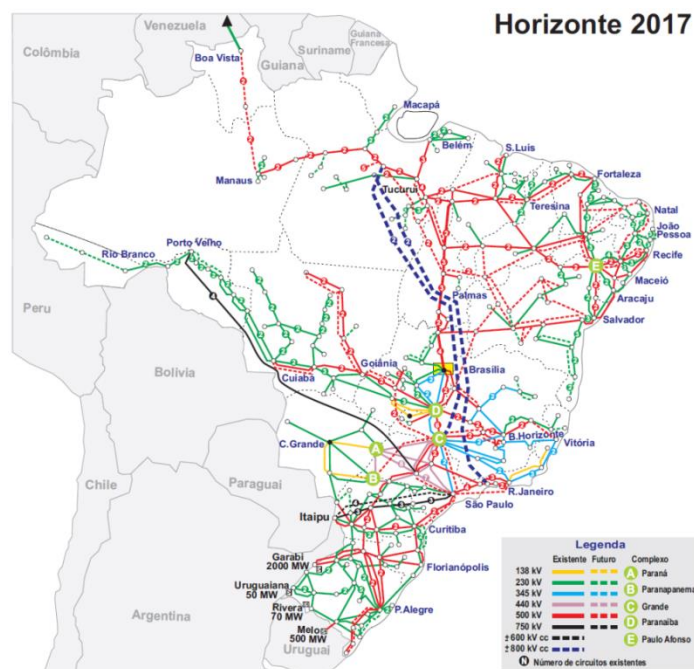 Horizonte 2017
Venezuela
Colômbia
Guiana
Francesa
Suriname
Boa Vista
Guiana
Macapá
Belém
S.Luis
Fortaleza
Manaus
Tucuruí
Teresina
Natal
João
Pessoa
Recife
Porto Velho
Rio Branco
E
Maceió
Aracaju
Palmas
Salvador
Peru
Bolívia
Goiânia
Brasília
Cuiabá
D
C
B.Horizonte
Vitória
C.Grande
A
B
Chile
Paraguai
R.Janeiro
São Paulo
Itaipu
Curitiba
Garabi
2000 MW
Florianópolis
Uruguaiana
50 MW
Rivera
70 MW
P.Alegre
Argentina
Melo
500 MW
Uruguai
Legenda
Existente Futuro Complexo
138 kV A Paraná
230 kV B Paranapanema
345 kV C Grande
440 kV D Paranaíba
500 kV E Paulo Afonso
750 kV
±600 kV cc
±800 kV cc
N Número de circuitos existentes